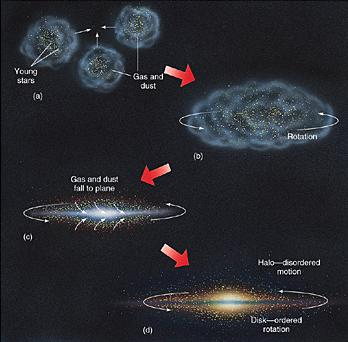 Young
stars
Gas and
dust
(a)
Rotation
(b)
Gas and dust
fall to plane
(c)
Halo—disordered
motion
Disk—ordered
rotation
(d)